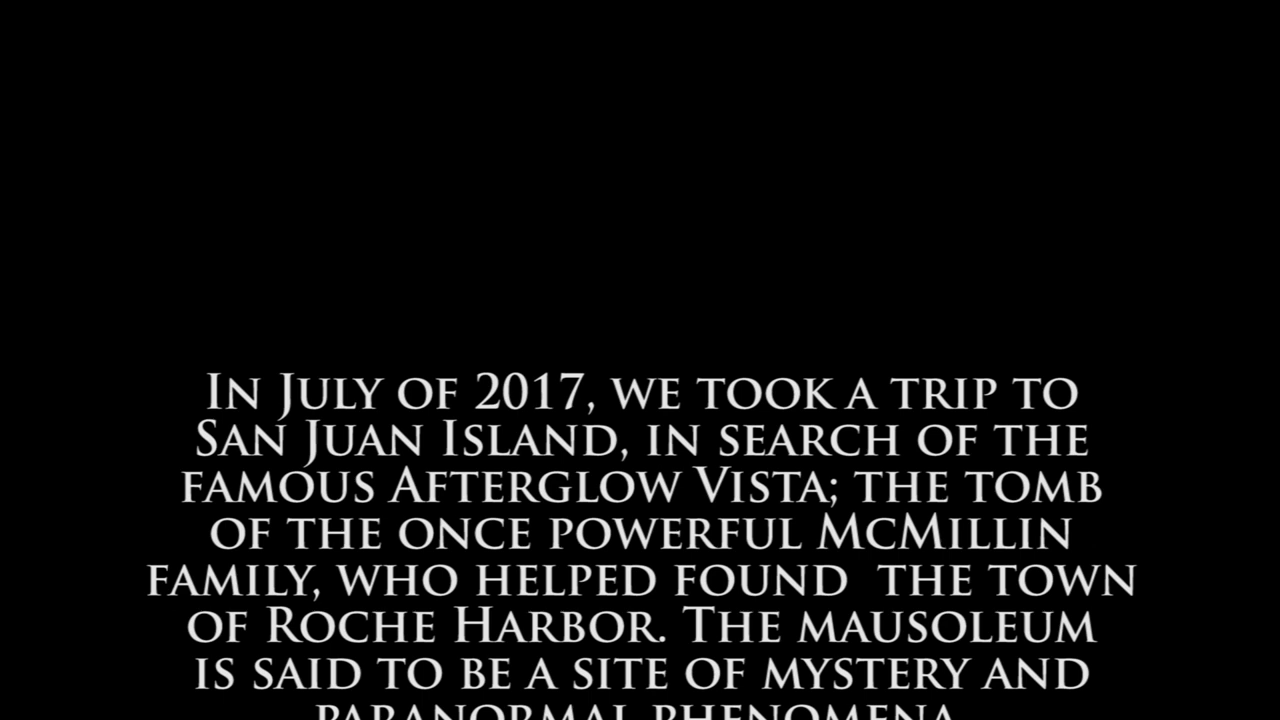 In July of 2017, we took a trip to
San Juan Island, in search of the
famous Afterglow Vista; the tomb
of the once powerful McMillin
family, who helped found  the town
of Roche Harbor. The mausoleum
is said to be a site of mystery and
paranormal phenomena.